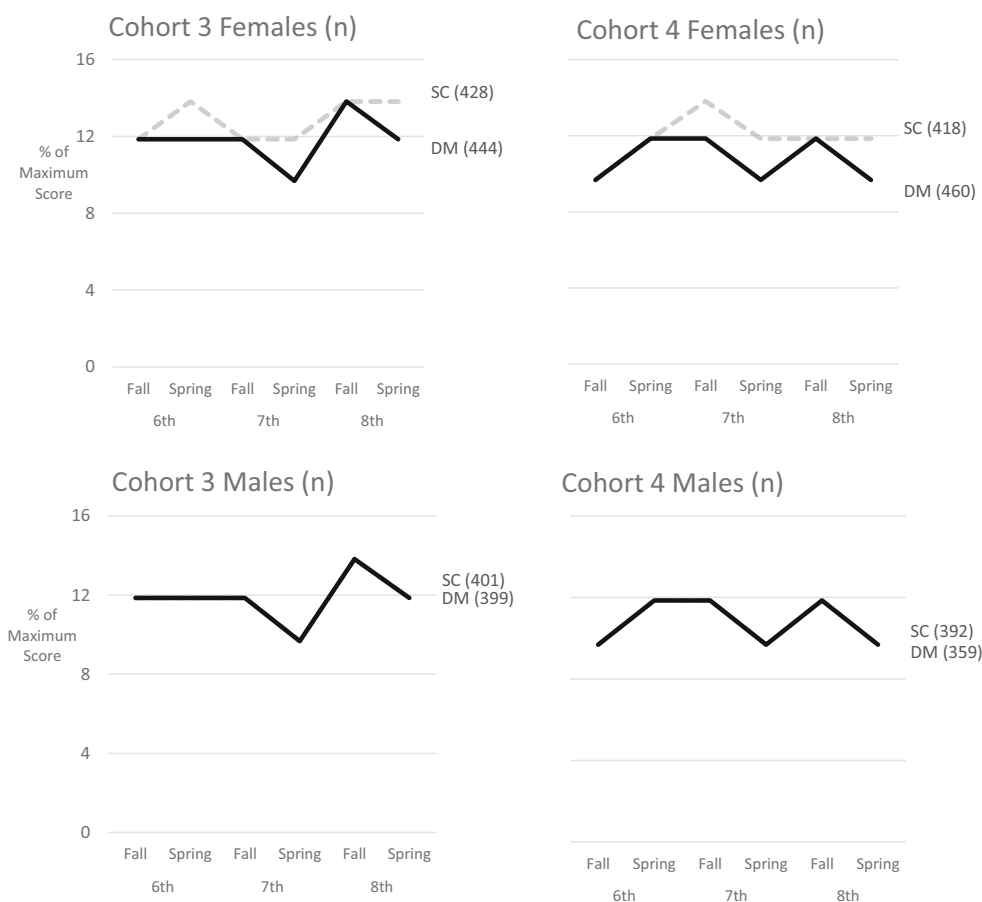 Cohort 3 Females (n)
16
12
8
4
0
% of
Maximum
Score
SC (428)
DM (444)
Fall Spring Fall Spring Fall Spring
6th 7th 8th
Cohort 4 Females (n)
SC (418)
DM (460)
Fall Spring Fall Spring Fall Spring
6th 7th 8th
Cohort 3 Males (n)
16
12
8
4
0
% of
Maximum
Score
SC (401)
DM (399)
Fall Spring Fall Spring Fall Spring
6th 7th 8th
Cohort 4 Males (n)
SC (392)
DM (359)
Fall Spring Fall Spring Fall Spring
6th 7th 8th